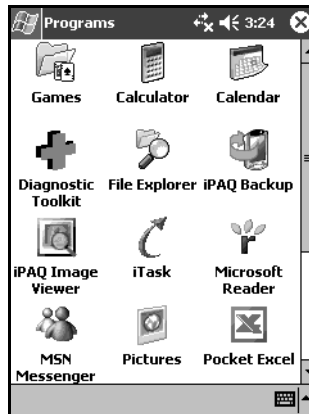 Programs 3:24
Games Calculator Calendar
Diagnostic Toolkit File Explorer iPAQ Backup
iPAQ Image Viewer iTask Microsoft Reader
MSN Messenger Pictures Pocket Excel